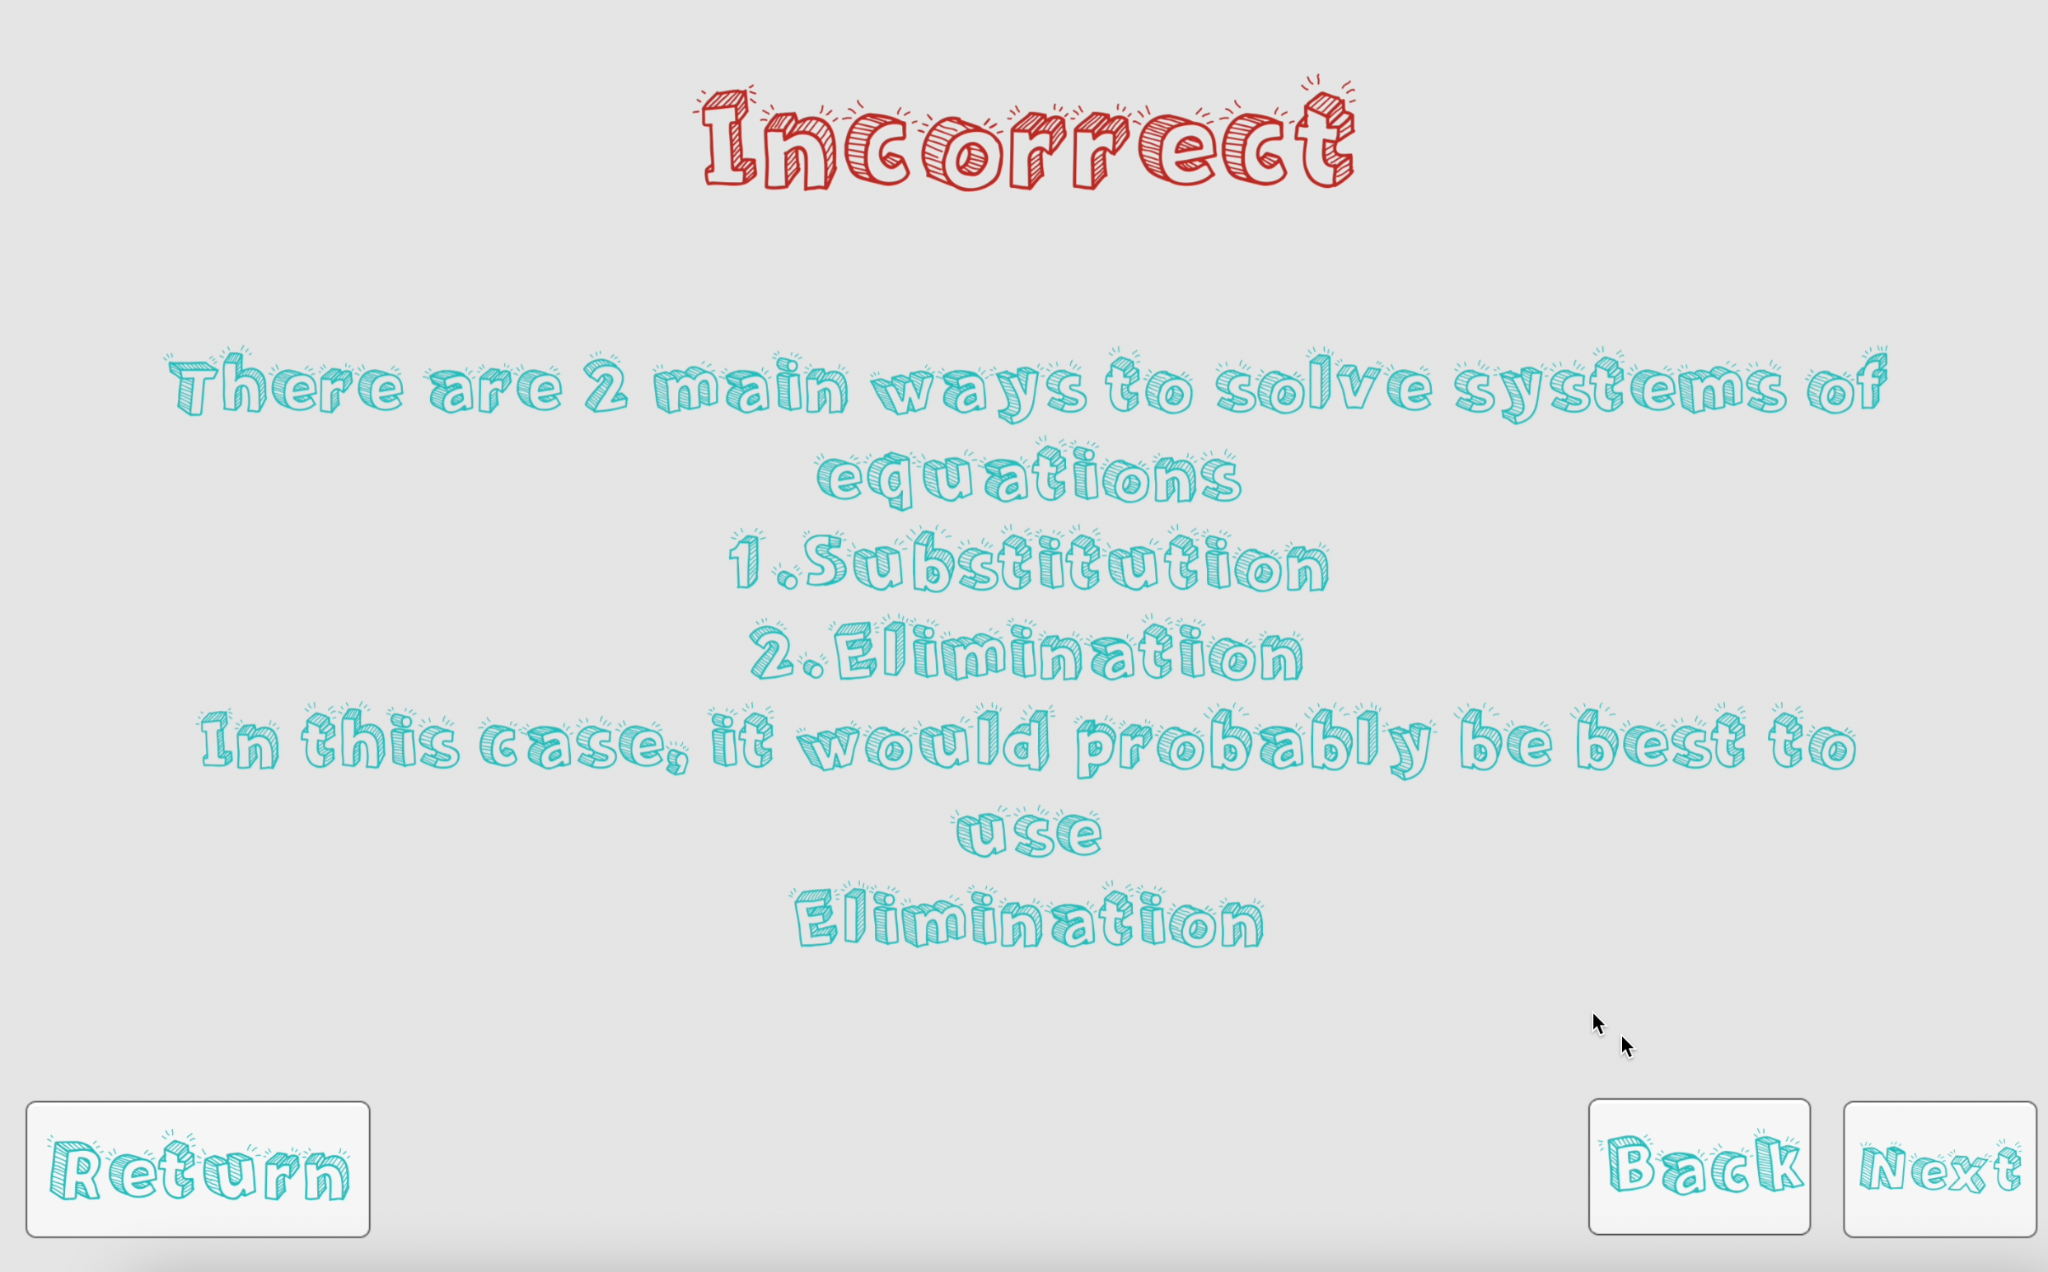 Incorrect
There are 2 main ways to solve systems of
equations
1.Substitution
2.Elimination
In this case, it would probably be best to
use
Elimination
Return
Back
Next